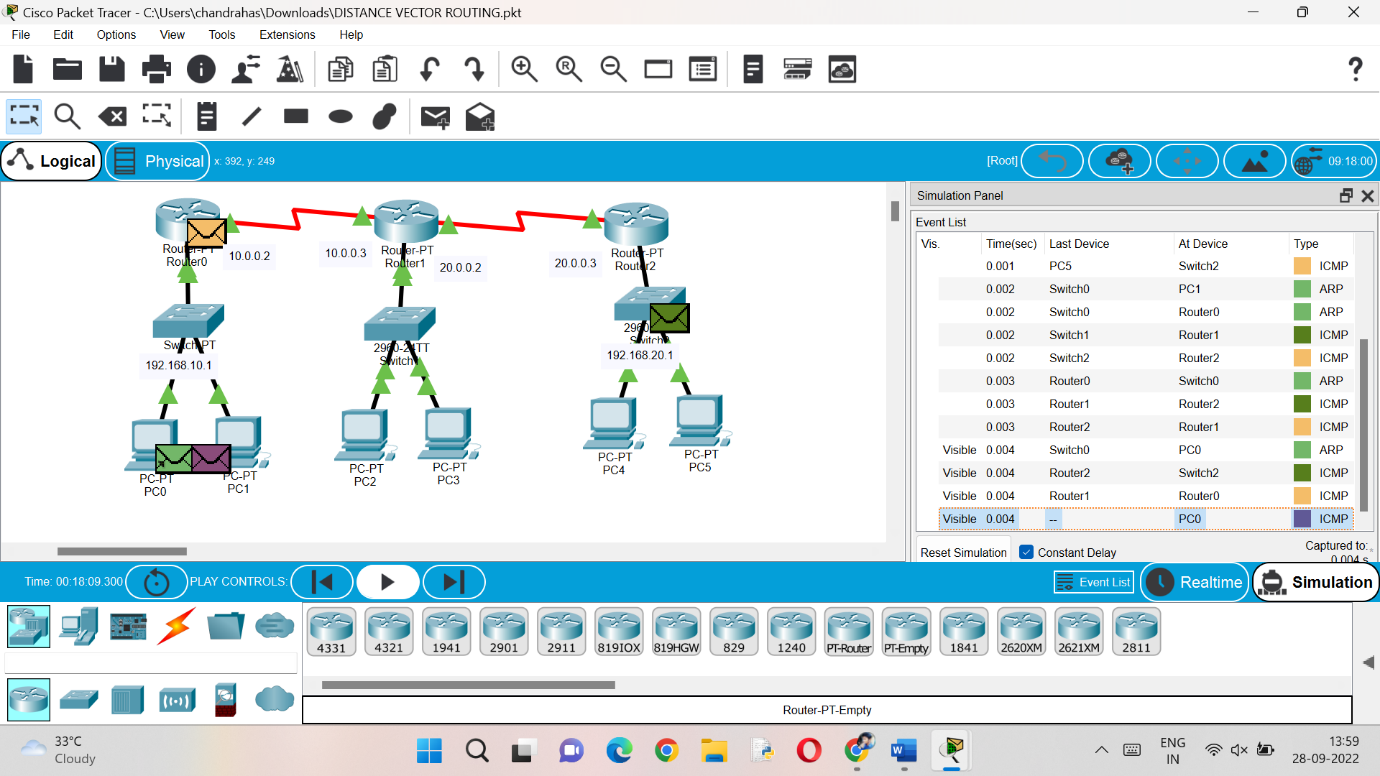 Cisco Packet Tracer - C:\Users\chandrahas\Downloads\DISTANCE VECTOR ROUTING.pkt
File Edit Options View Tools Extensions Help
Logical Physical x: 392, y: 249 [Root] 09:18:00
Router-PT
Router0
10.0.0.2
10.0.0.3
Router-PT
Router1
20.0.0.2
20.0.0.3
Router-PT
Router2
Switch-PT
192.168.10.1
2960-24TT
192.168.20.1
PC-PT
PC0
PC-PT
PC1
PC-PT
PC2
PC-PT
PC3
PC-PT
PC4
PC-PT
PC5
Simulation Panel
Event List
Vis. Time(sec) Last Device At Device Type
0.001 PC5 Switch2 ICMP
0.002 Switch0 PC1 ARP
0.002 Switch0 Router0 ARP
0.002 Switch1 Router1 ICMP
0.002 Switch2 Router2 ICMP
0.003 Router0 Switch0 ARP
0.003 Router1 Router2 ICMP
0.003 Router2 Router1 ICMP
Visible 0.004 Switch0 PC0 ARP
Visible 0.004 Router2 Switch2 ICMP
Visible 0.004 Router1 Router0 ICMP
Visible 0.004 -- PC0 ICMP
Reset Simulation Constant Delay Captured to:
0.004 s
Time: 00:18:09.300 PLAY CONTROLS: Event List Realtime Simulation
4331 4321 1941 2901 2911 819IOX 819HGW 829 1240 PT-Router PT-Empty 1841 2620XM 2621XM 2811
Router-PT-Empty
33°C
Cloudy
ENG
IN
13:59
28-09-2022